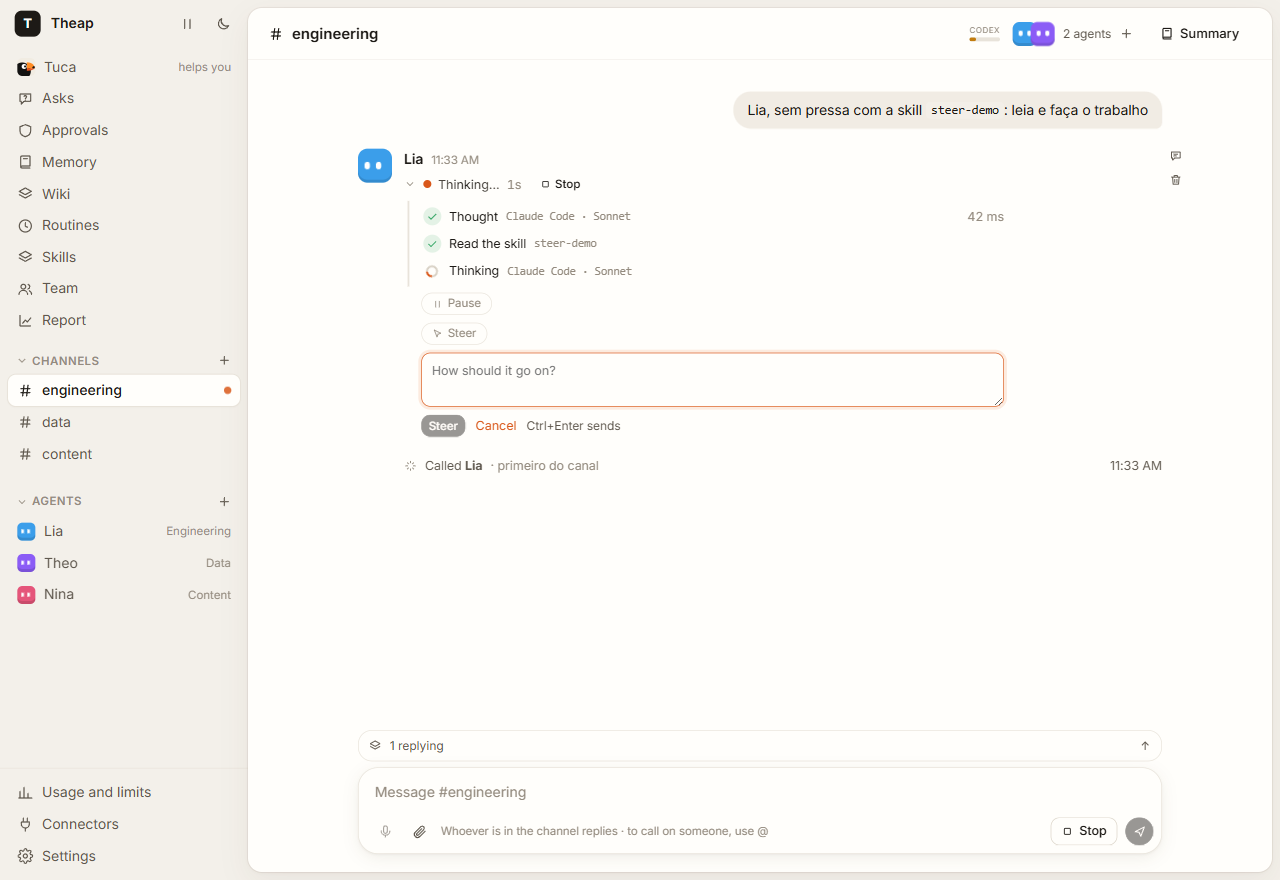 T Theap
Tuca helps you
Asks
Approvals
Memory
Wiki
Routines
Skills
Team
Report
CHANNELS
# engineering
# data
# content
AGENTS
Lia Engineering
Theo Data
Nina Content
Usage and limits
Connectors
Settings
# engineering
CODEX
2 agents +
Summary
Lia, sem pressa com a skill steer-demo : leia e faça o trabalho
Lia 11:33 AM
Thinking... 1s Stop
Thought Claude Code · Sonnet 42 ms
Read the skill steer-demo
Thinking Claude Code · Sonnet
Pause
Steer
How should it go on?
Steer Cancel Ctrl+Enter sends
Called Lia · primeiro do canal 11:33 AM
1 replying
Message #engineering
Whoever is in the channel replies · to call on someone, use @
Stop